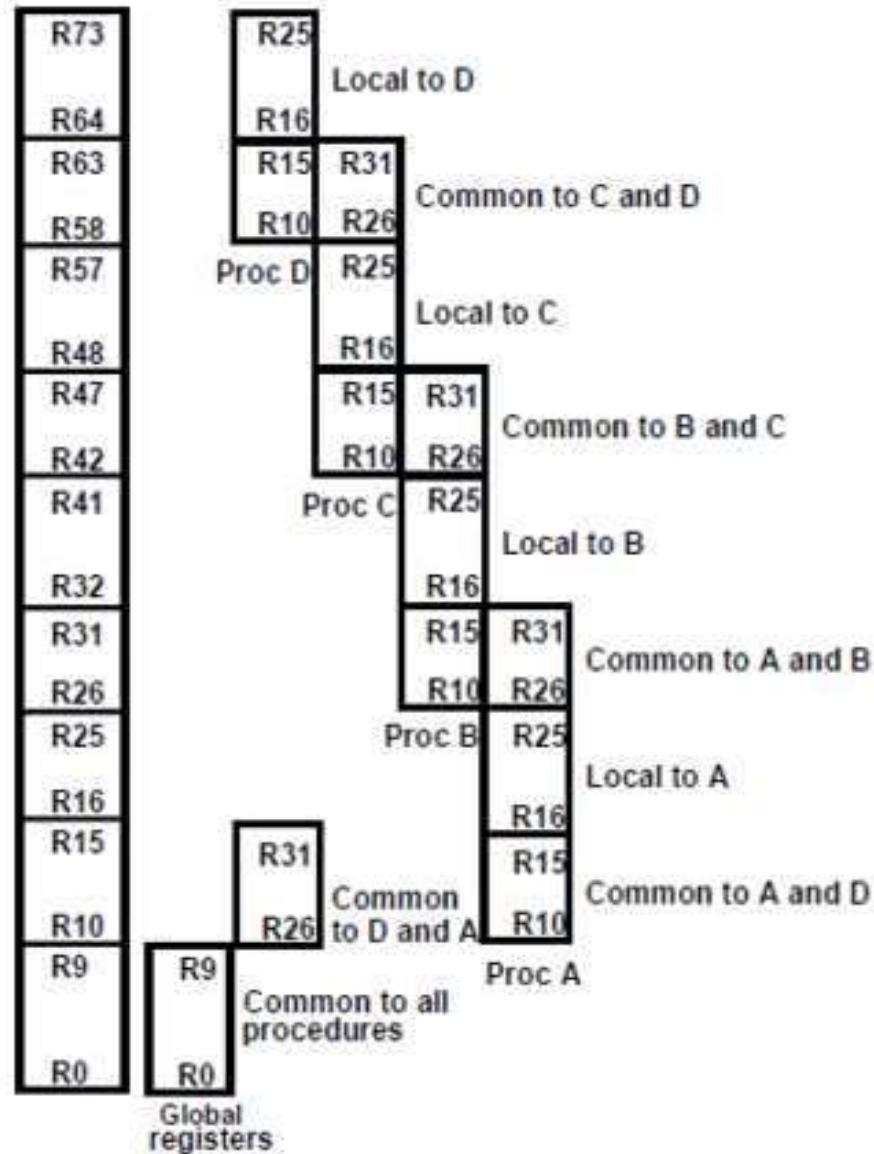 R73 R25
Local to D
R64 R16
R63 R15 R31
Common to C and D
R58 R10 R26
R57 Proc D R25
Local to C
R48 R16
R47 R15 R31
Common to B and C
R42 R10 R26
R41 Proc C R25
Local to B
R32 R16
R31 R15 R31
Common to A and B
R26 R10 R26
R25 Proc B R25
Local to A
R16 R16
R15 R31 R15
Common to A and D
Common
R10 R26 to D and A R10
R9 R9 Proc A
Common to all
procedures
R0 R0
Global
registers